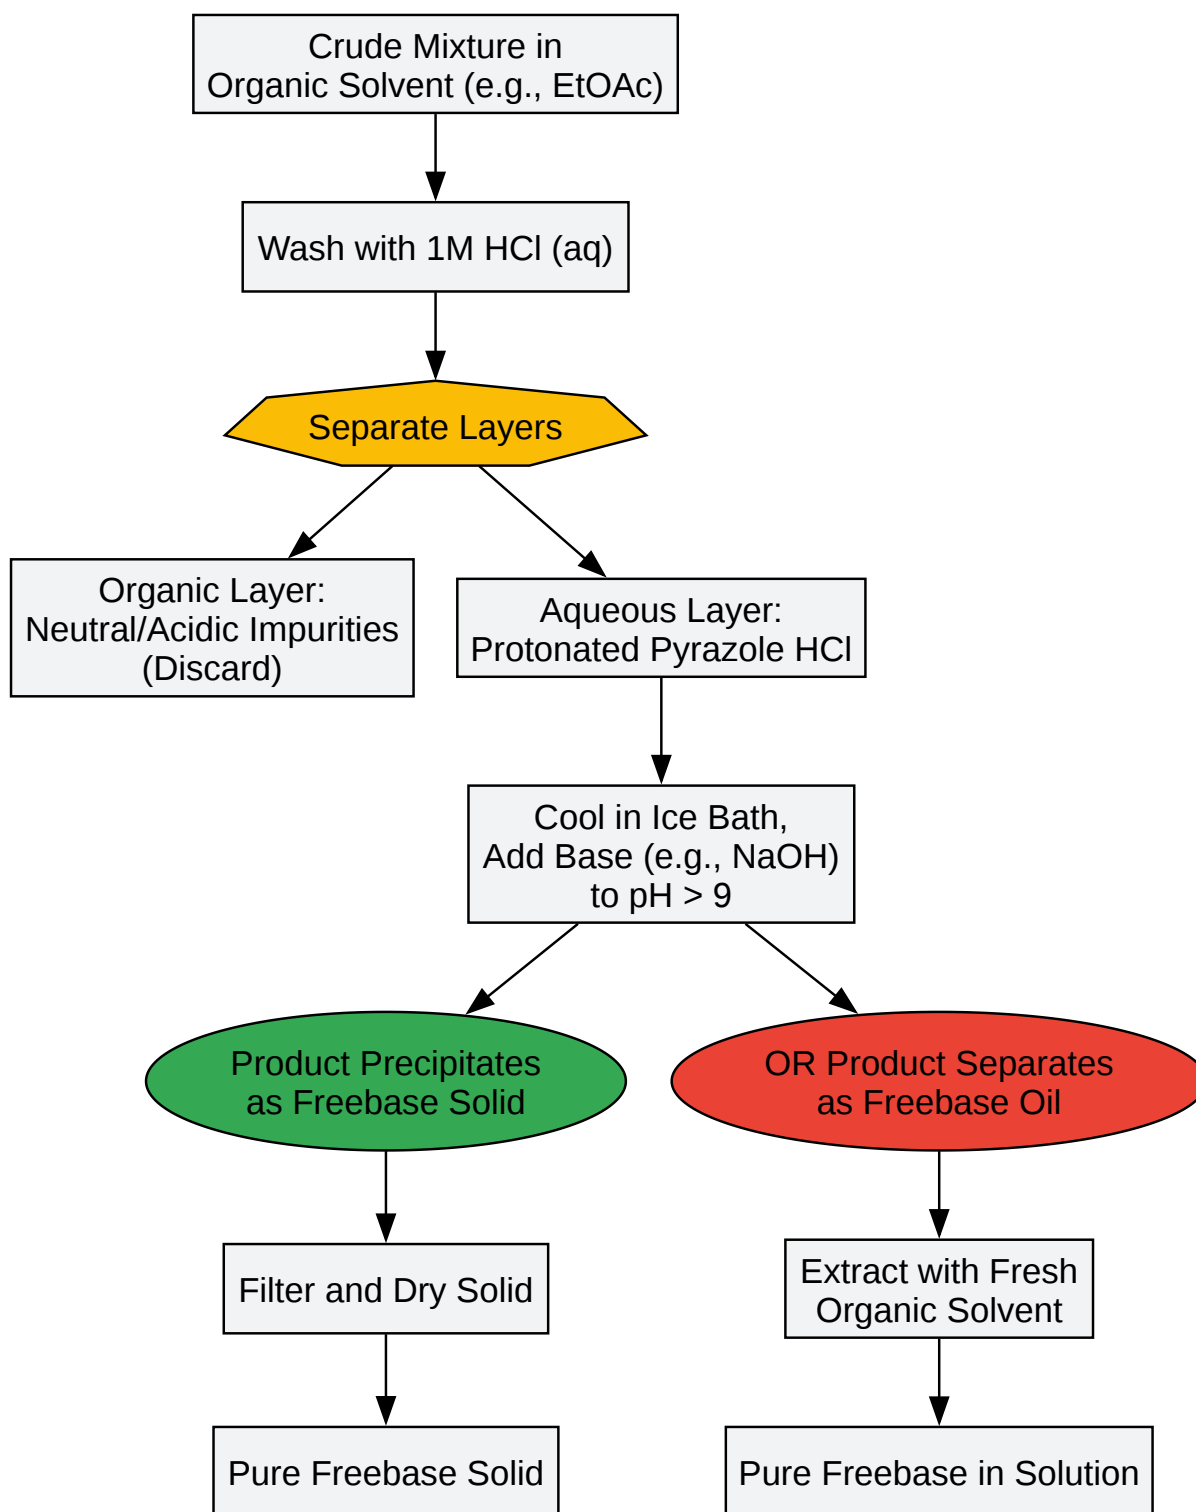 Crude Mixture in
Organic Solvent (e.g., EtOAc)
Wash with 1M HCl (aq)
Separate Layers
Organic Layer:
Neutral/Acidic Impurities
(Discard)
Aqueous Layer:
Protonated Pyrazole HCl
Cool in Ice Bath,
Add Base (e.g., NaOH)
to pH > 9
Product Precipitates
as Freebase Solid
OR Product Separates
as Freebase Oil
Filter and Dry Solid
Extract with Fresh
Organic Solvent
Pure Freebase Solid
Pure Freebase in Solution